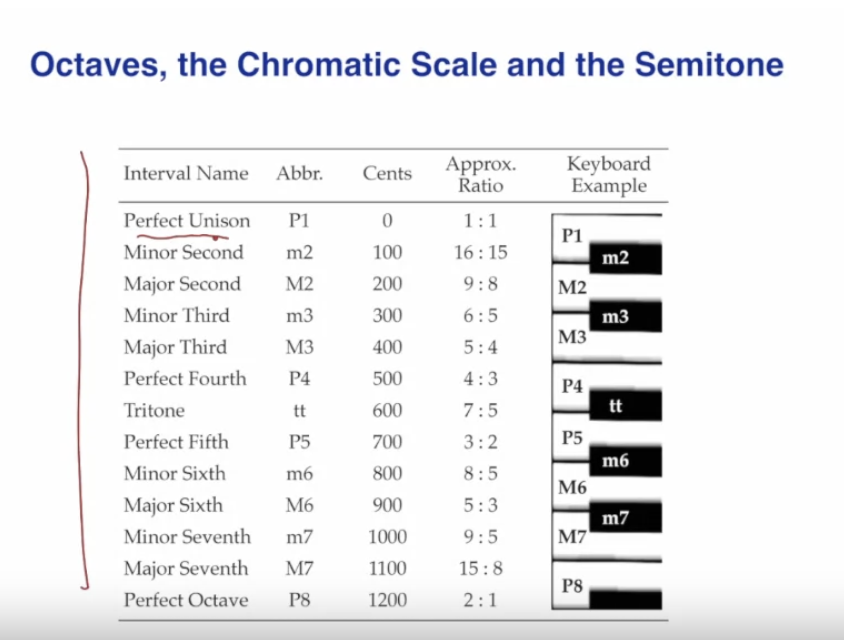 Octaves, the Chromatic Scale and the Semitone
Interval Name Abbr. Cents Approx. Ratio Keyboard Example
Perfect Unison P1 0 1 : 1
Minor Second m2 100 16 : 15
Major Second M2 200 9 : 8
Minor Third m3 300 6 : 5
Major Third M3 400 5 : 4
Perfect Fourth P4 500 4 : 3
Tritone tt 600 7 : 5
Perfect Fifth P5 700 3 : 2
Minor Sixth m6 800 8 : 5
Major Sixth M6 900 5 : 3
Minor Seventh m7 1000 9 : 5
Major Seventh M7 1100 15 : 8
Perfect Octave P8 1200 2 : 1
P1
m2
M2
m3
M3
P4
tt
P5
m6
M6
m7
M7
P8